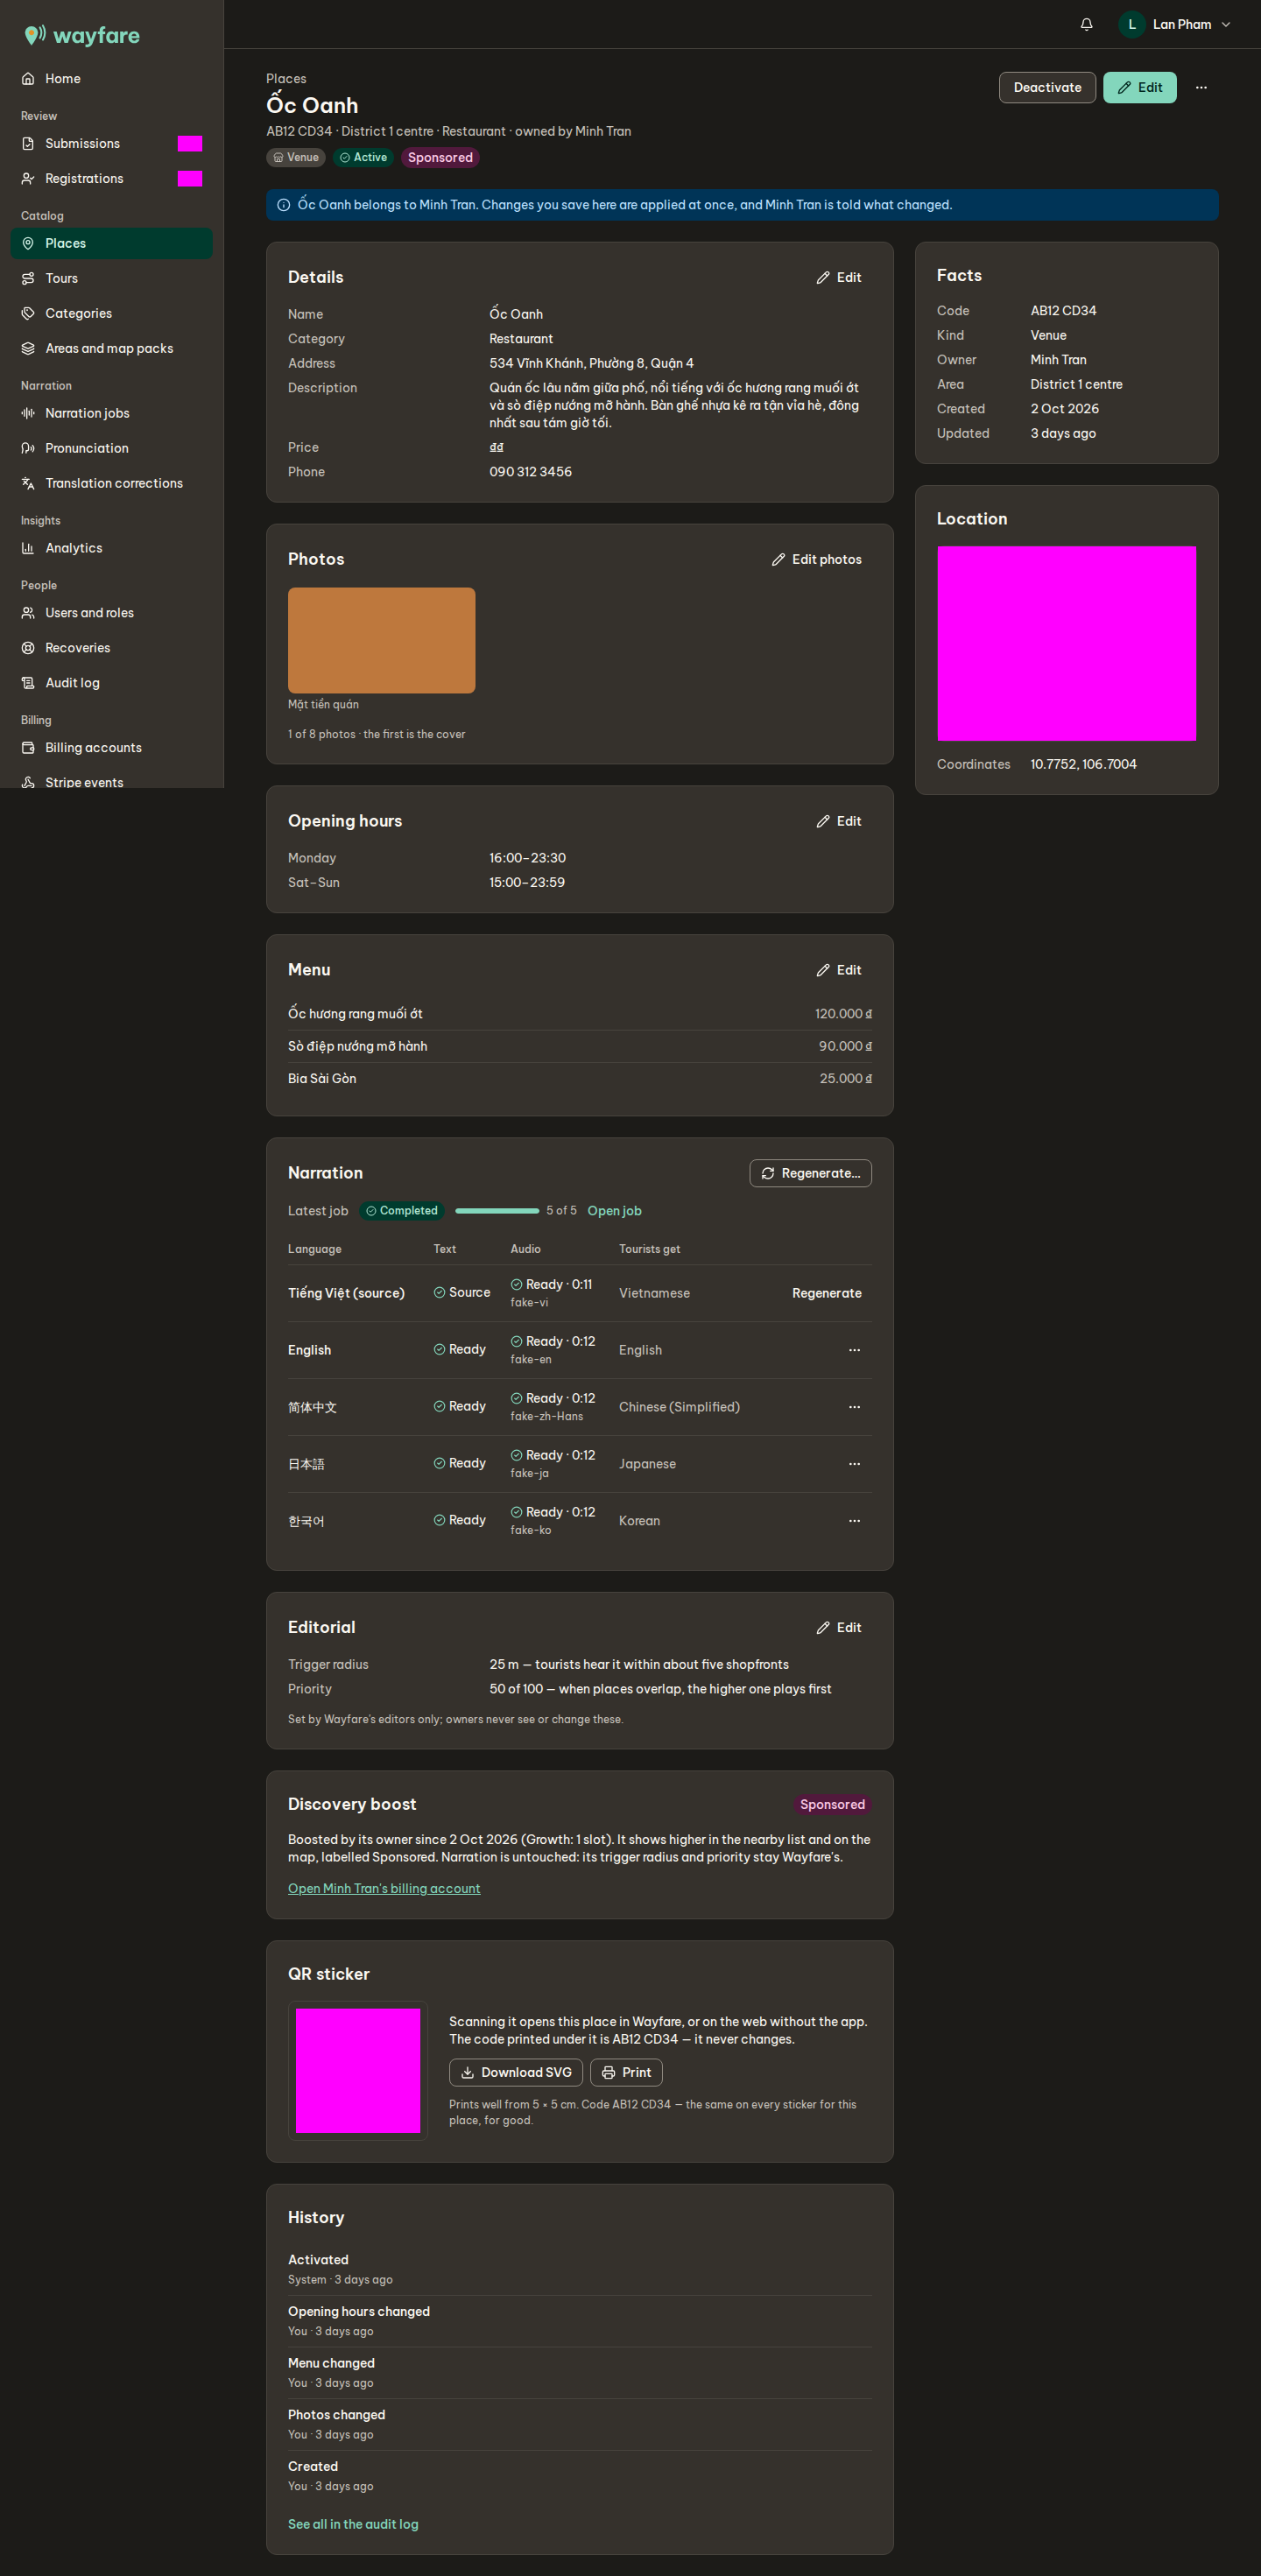 wayfare
Home
Review
Submissions
Registrations
Catalog
Places
Tours
Categories
Areas and map packs
Narration
Narration jobs
Pronunciation
Translation corrections
Insights
Analytics
People
Users and roles
Recoveries
Audit log
Billing
Billing accounts
Stripe events
L Lan Pham
Places
Ốc Oanh
AB12 CD34 · District 1 centre · Restaurant · owned by Minh Tran
Venue Active Sponsored
Deactivate Edit
Ốc Oanh belongs to Minh Tran. Changes you save here are applied at once, and Minh Tran is told what changed.
Details Edit
Name Ốc Oanh
Category Restaurant
Address 534 Vĩnh Khánh, Phường 8, Quận 4
Description Quán ốc lâu năm giữa phố, nổi tiếng với ốc hương rang muối ớt
và sò điệp nướng mỡ hành. Bàn ghế nhựa kê ra tận vỉa hè, đông
nhất sau tám giờ tối.
Price ₫₫
Phone 090 312 3456
Photos Edit photos
Mặt tiền quán
1 of 8 photos · the first is the cover
Opening hours Edit
Monday 16:00–23:30
Sat–Sun 15:00–23:59
Menu Edit
Ốc hương rang muối ớt 120.000 ₫
Sò điệp nướng mỡ hành 90.000 ₫
Bia Sài Gòn 25.000 ₫
Narration Regenerate…
Latest job Completed 5 of 5 Open job
Language Text Audio Tourists get
Tiếng Việt (source) Source Ready · 0:11 Vietnamese Regenerate
fake-vi
English Ready Ready · 0:12 English
fake-en
简体中文 Ready Ready · 0:12 Chinese (Simplified)
fake-zh-Hans
日本語 Ready Ready · 0:12 Japanese
fake-ja
한국어 Ready Ready · 0:12 Korean
fake-ko
Editorial Edit
Trigger radius 25 m — tourists hear it within about five shopfronts
Priority 50 of 100 — when places overlap, the higher one plays first
Set by Wayfare's editors only; owners never see or change these.
Discovery boost Sponsored
Boosted by its owner since 2 Oct 2026 (Growth: 1 slot). It shows higher in the nearby list and on the
map, labelled Sponsored. Narration is untouched: its trigger radius and priority stay Wayfare's.
Open Minh Tran's billing account
QR sticker
Scanning it opens this place in Wayfare, or on the web without the app.
The code printed under it is AB12 CD34 — it never changes.
Download SVG Print
Prints well from 5 × 5 cm. Code AB12 CD34 — the same on every sticker for this
place, for good.
History
Activated
System · 3 days ago
Opening hours changed
You · 3 days ago
Menu changed
You · 3 days ago
Photos changed
You · 3 days ago
Created
You · 3 days ago
See all in the audit log
Facts
Code AB12 CD34
Kind Venue
Owner Minh Tran
Area District 1 centre
Created 2 Oct 2026
Updated 3 days ago
Location
Coordinates 10.7752, 106.7004